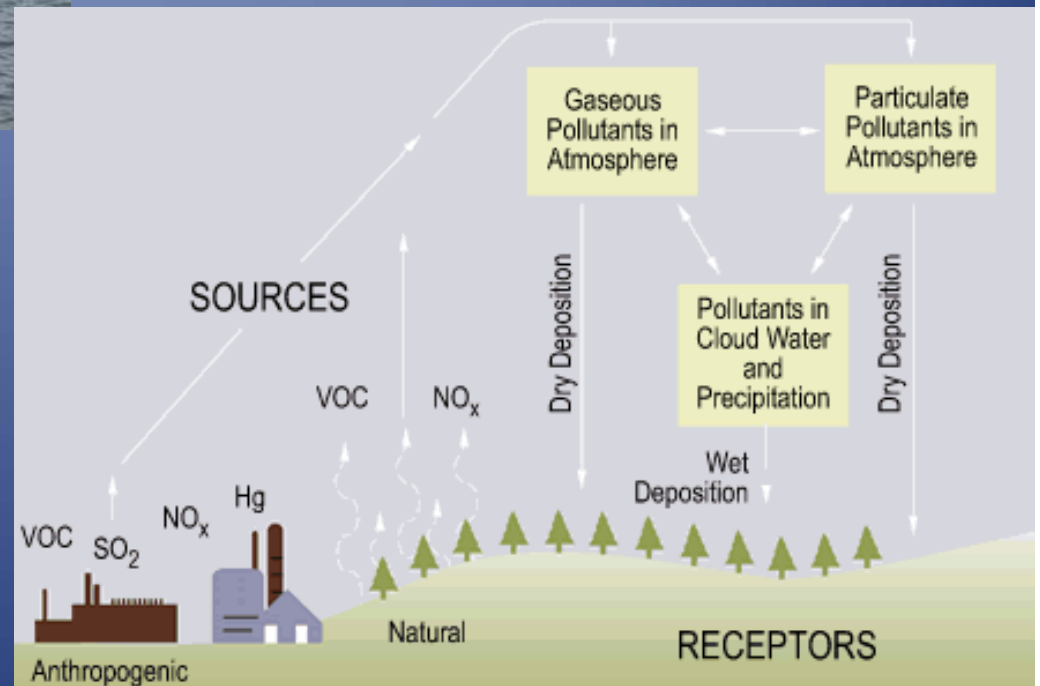 Gaseous
Pollutants in
Atmosphere
Particulate
Pollutants in
Atmosphere
SOURCES
Dry Deposition
Pollutants in
Cloud Water
and
Precipitation
Dry Deposition
VOC
NOx
Wet
Deposition
VOC
SO2
NOx
Hg
Natural
RECEPTORS
Anthropogenic